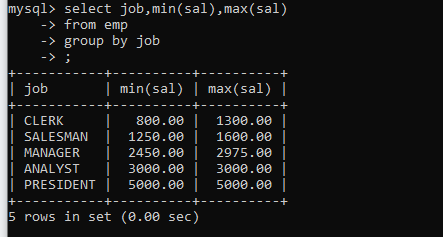 mysql> select job,min(sal),max(sal)
    -> from emp
    -> group by job
    -> ;
+-----------+----------+----------+
| job       | min(sal) | max(sal) |
+-----------+----------+----------+
| CLERK     |   800.00 |  1300.00 |
| SALESMAN  |  1250.00 |  1600.00 |
| MANAGER   |  2450.00 |  2975.00 |
| ANALYST   |  3000.00 |  3000.00 |
| PRESIDENT |  5000.00 |  5000.00 |
+-----------+----------+----------+
5 rows in set (0.00 sec)